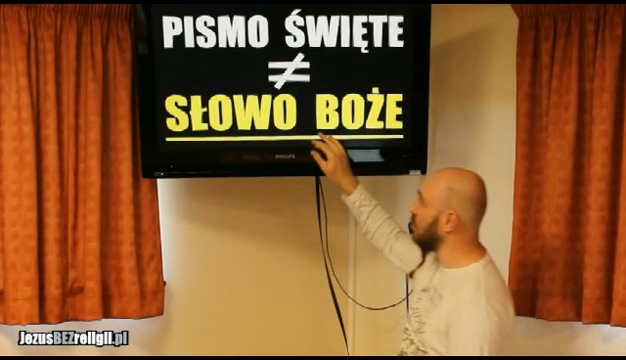 PISMO ŚWIĘTE
≠
SŁOWO BOŻE
PHILIPS
JezusBEZreligii.pl